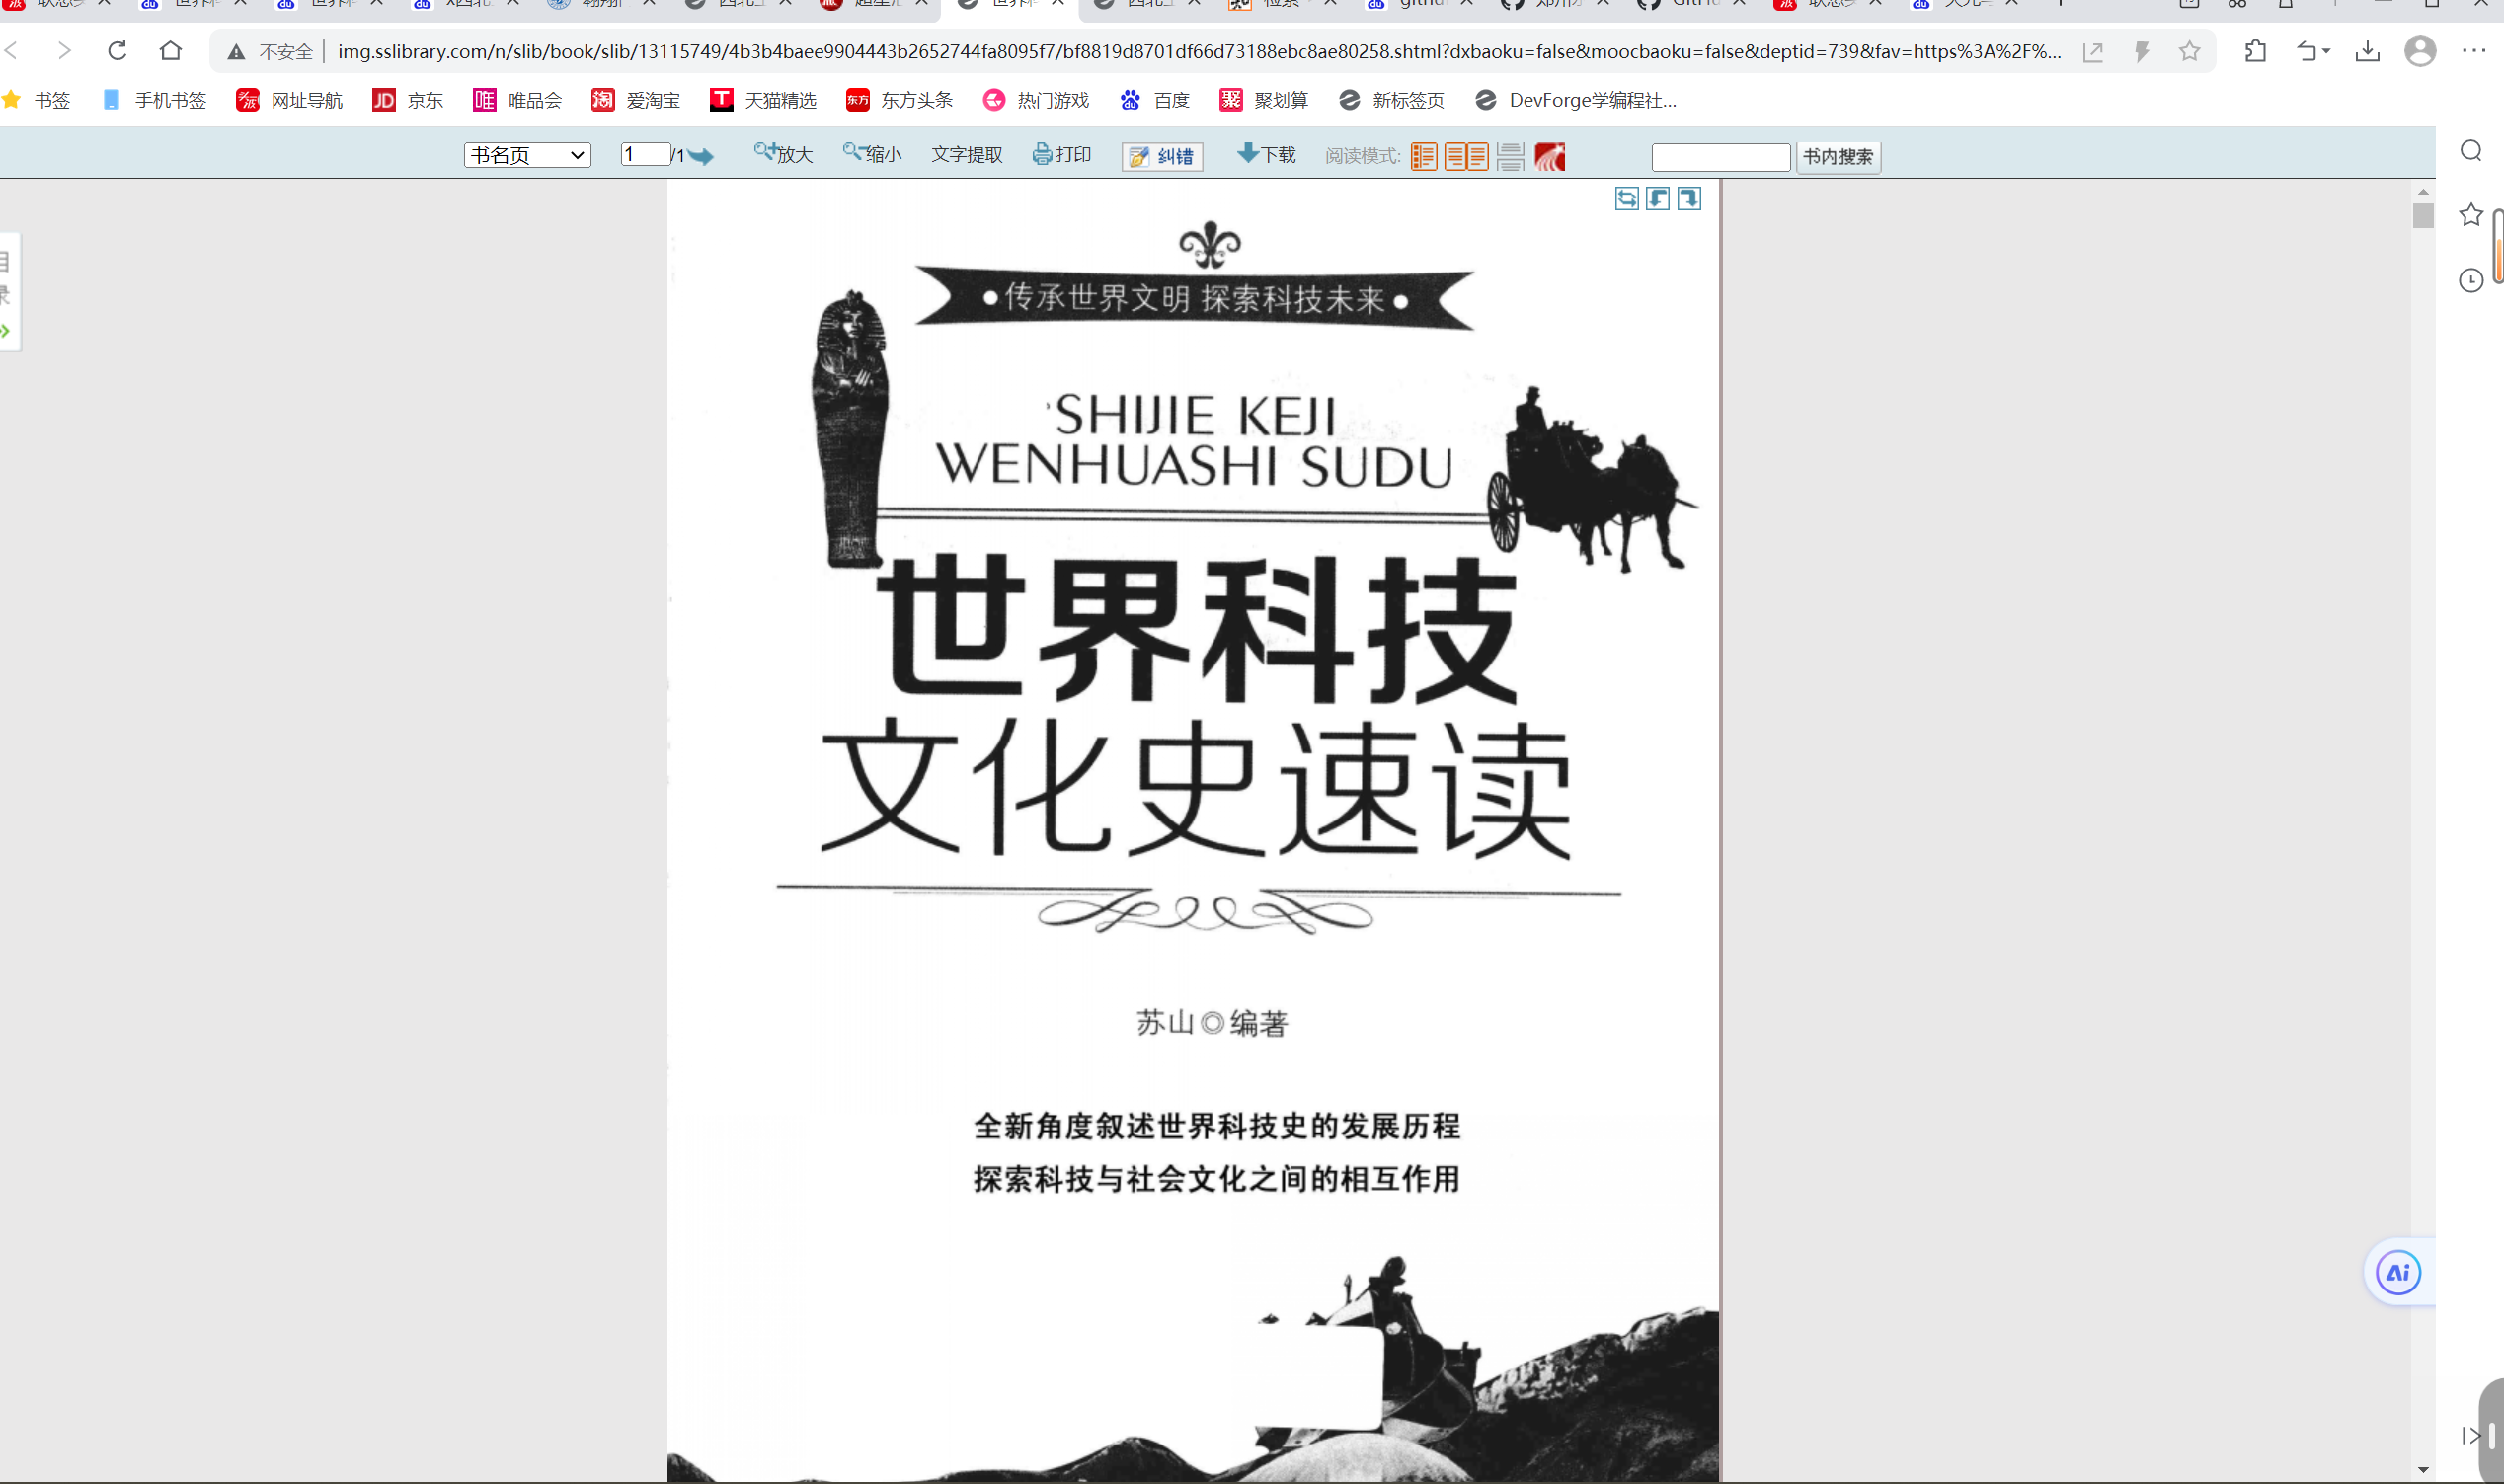 不安全 img.sslibrary.com/n/slib/book/slib/13115749/4b3b4baee9904443b2652744fa8095f7/bf8819d8701df66d73188ebc8ae80258.shtml?dxbaoku=false&moocbaoku=false&deptid=739&fav=https%3A%2F%...
书签 手机书签 网址导航 JD 京东 唯 唯品会 淘 爱淘宝 T 天猫精选 东方 东方头条 热门游戏 du 百度 聚 聚划算 新标签页 DevForge学编程社...
书名页 1 /1 放大 缩小 文字提取 打印 纠错 下载 阅读模式: 书内搜索
传承世界文明 探索科技未来
SHIJIE KEJI
WENHUASHI SUDU
世界科技
文化史速读
苏山◎编著
全新角度叙述世界科技史的发展历程
探索科技与社会文化之间的相互作用
Ai